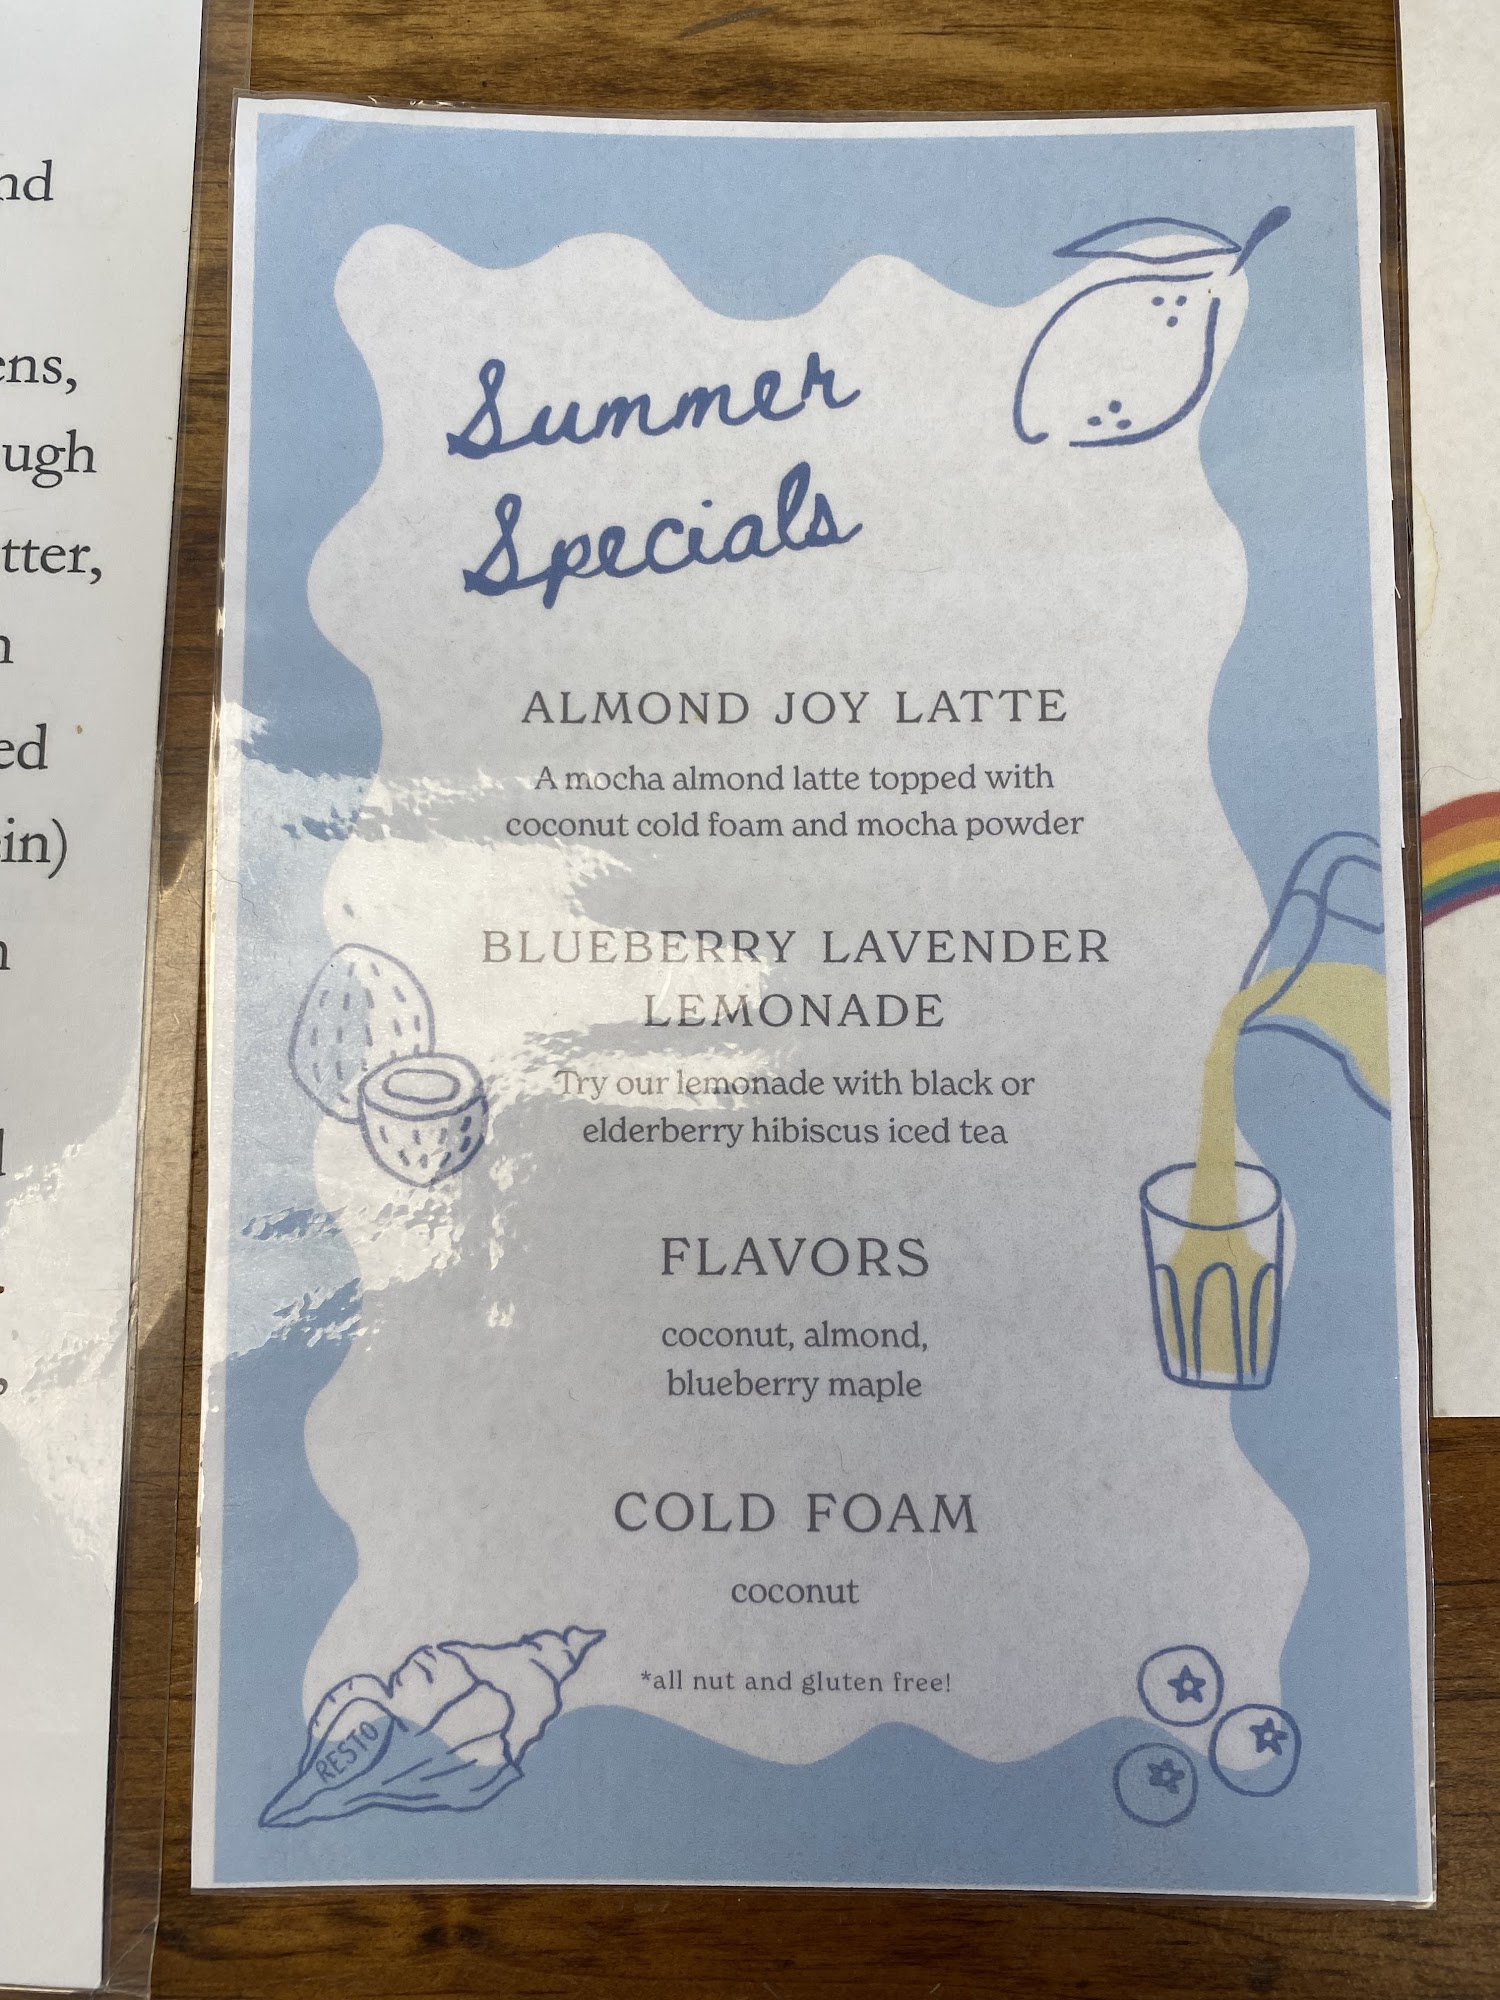 Summer
Specials
ALMOND JOY LATTE
A mocha almond latte topped with
coconut cold foam and mocha powder
BLUEBERRY LAVENDER
LEMONADE
Try our lemonade with black or
elderberry hibiscus iced tea
FLAVORS
coconut, almond,
blueberry maple
COLD FOAM
coconut
*all nut and gluten free!
RESTO